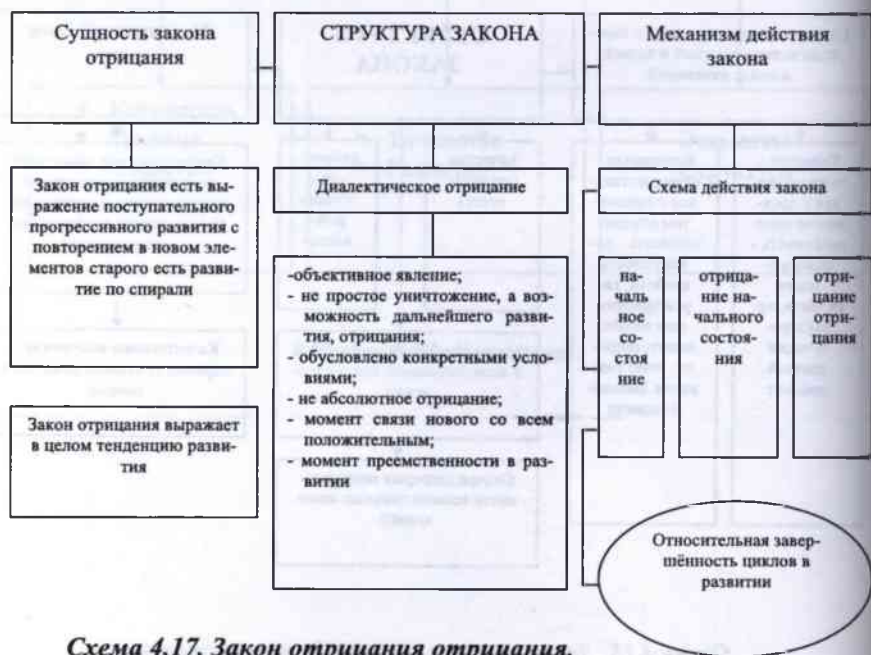 Сущность закона
отрицания
СТРУКТУРА ЗАКОНА
Механизм действия
закона
Закон отрицания есть вы-
ражение поступательного
прогрессивного развития с
повторением в новом эле-
ментов старого есть разви-
тие по спирали
Закон отрицания выражает
в целом тенденцию разви-
тия
Диалектическое отрицание
-объективное явление;
- не простое уничтожение, а воз-
можность дальнейшего разви-
тия, отрицания;
- обусловлено конкретными усло-
виями;
- не абсолютное отрицание;
- момент связи нового со всем
положительным;
- момент преемственности в раз-
витии
Схема действия закона
на-
чаль
ное
со-
стоя
ние
отрица-
ние на-
чального
состоя-
ния
отри-
цание
отри-
цания
Относительная завер-
шённость циклов в
развитии
Схема 4.17. Закон отрицания отрицания.